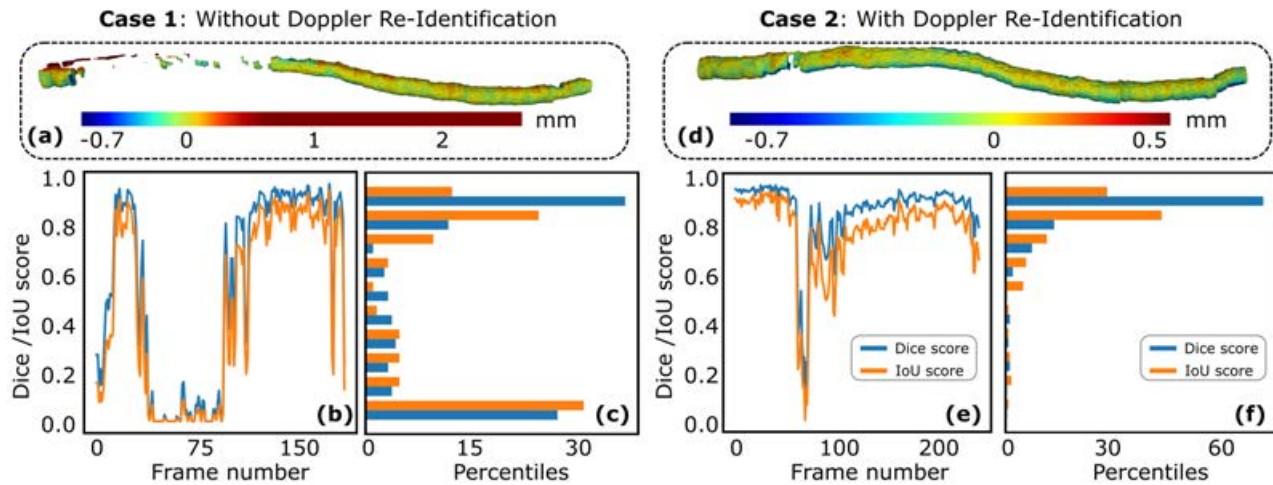 Case 1: Without Doppler Re-Identification
Case 2: With Doppler Re-Identification
(a)
-0.7 0 1 2 mm
(d)
-0.7 0 0.5 mm
Dice /IoU score
1.0
0.8
0.6
0.4
0.2
0.0
(b)
0 75 150
Frame number
(c)
0 15 30
Percentiles
Dice /IoU score
1.0
0.8
0.6
0.4
0.2
0.0
Dice score
IoU score
(e)
0 100 200
Frame number
Dice score
IoU score
(f)
0 30 60
Percentiles